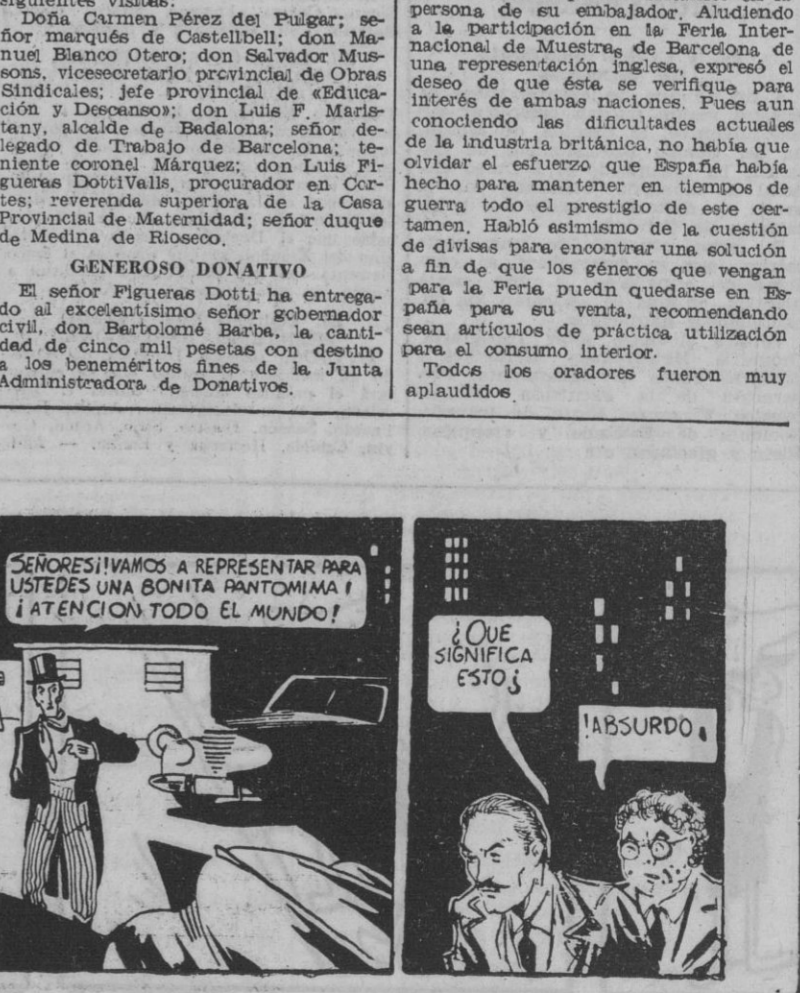 siguientes visitas:
Doña Carmen Pérez del Pulgar; se-
ñor marqués de Castellbell; don Ma-
nuel Blanco Otero; don Salvador Mus-
sons, vicesecretario provincial de Obras
Sindicales; jefe provincial de «Educa-
ción y Descanso»; don Luis F. Maris-
tany, alcalde de Badalona; señor de-
legado de Trabajo de Barcelona; te-
niente coronel Márquez; don Luis Fi-
gueras DottiValls, procurador en Cor-
tes; reverenda superiora de la Casa
Provincial de Maternidad; señor duque
de Medina de Rioseco.
GENEROSO DONATIVO
El señor Figueras Dotti ha entrega-
do al excelentísimo señor gobernador
civil, don Bartolomé Barba, la canti-
dad de cinco mil pesetas con destino
a los beneméritos fines de la Junta
Administradora de Donativos.
persona de su embajador. Aludiendo
a la participación en la Feria Inter-
nacional de Muestras de Barcelona de
una representación inglesa, expresó el
deseo de que ésta se verifique para
interés de ambas naciones. Pues aun
conociendo las dificultades actuales
de la industria británica, no había que
olvidar el esfuerzo que España había
hecho para mantener en tiempos de
guerra todo el prestigio de este cer-
tamen. Habló asimismo de la cuestión
de divisas para encontrar una solución
a fin de que los géneros que vengan
para la Feria puedn quedarse en Es-
paña para su venta, recomendando
sean artículos de práctica utilización
para el consumo interior.
Todos los oradores fueron muy
aplaudidos.
SEÑORES¡!VAMOS A REPRESENTAR PARA
USTEDES UNA BONITA PANTOMIMA!
¡ATENCION TODO EL MUNDO!
¿QUE
SIGNIFICA
ESTO¿
!ABSURDO.